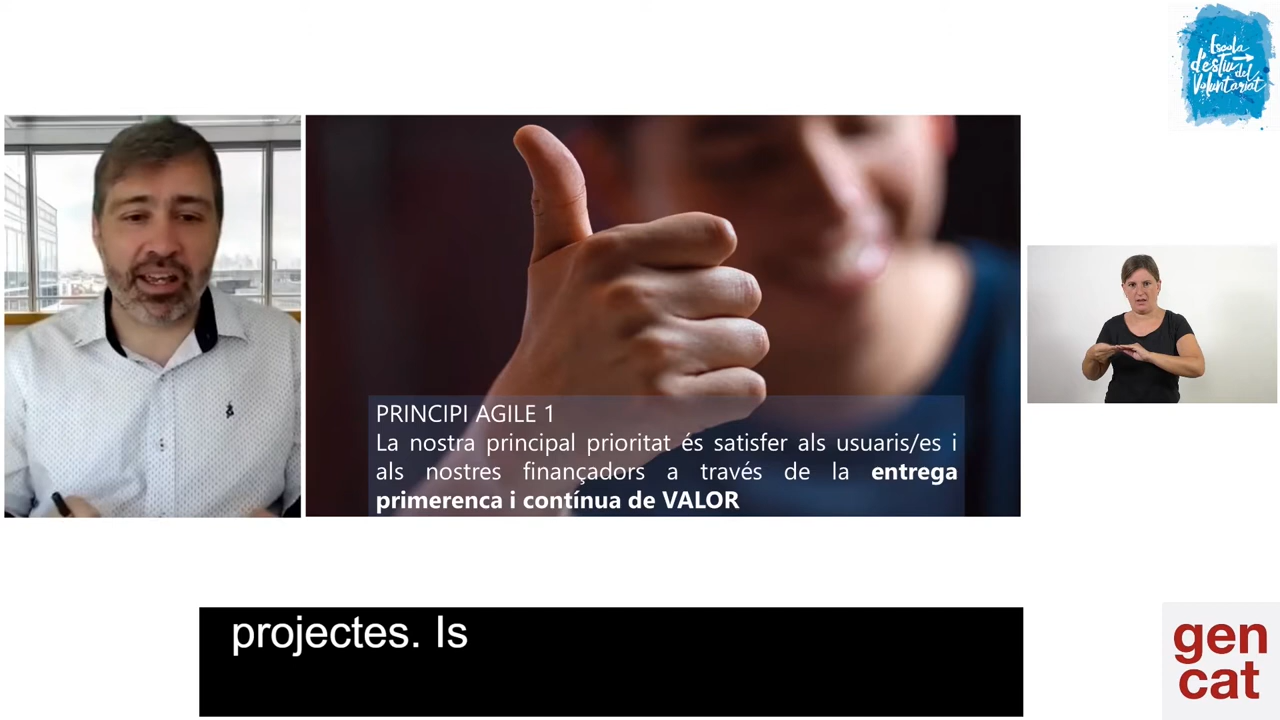 Escola
d'estiu del
Voluntariat
PRINCIPI AGILE 1
La nostra principal prioritat és satisfer als usuaris/es i
als nostres finançadors a través de la entrega
primerenca i contínua de VALOR
projectes. Is
gen
cat